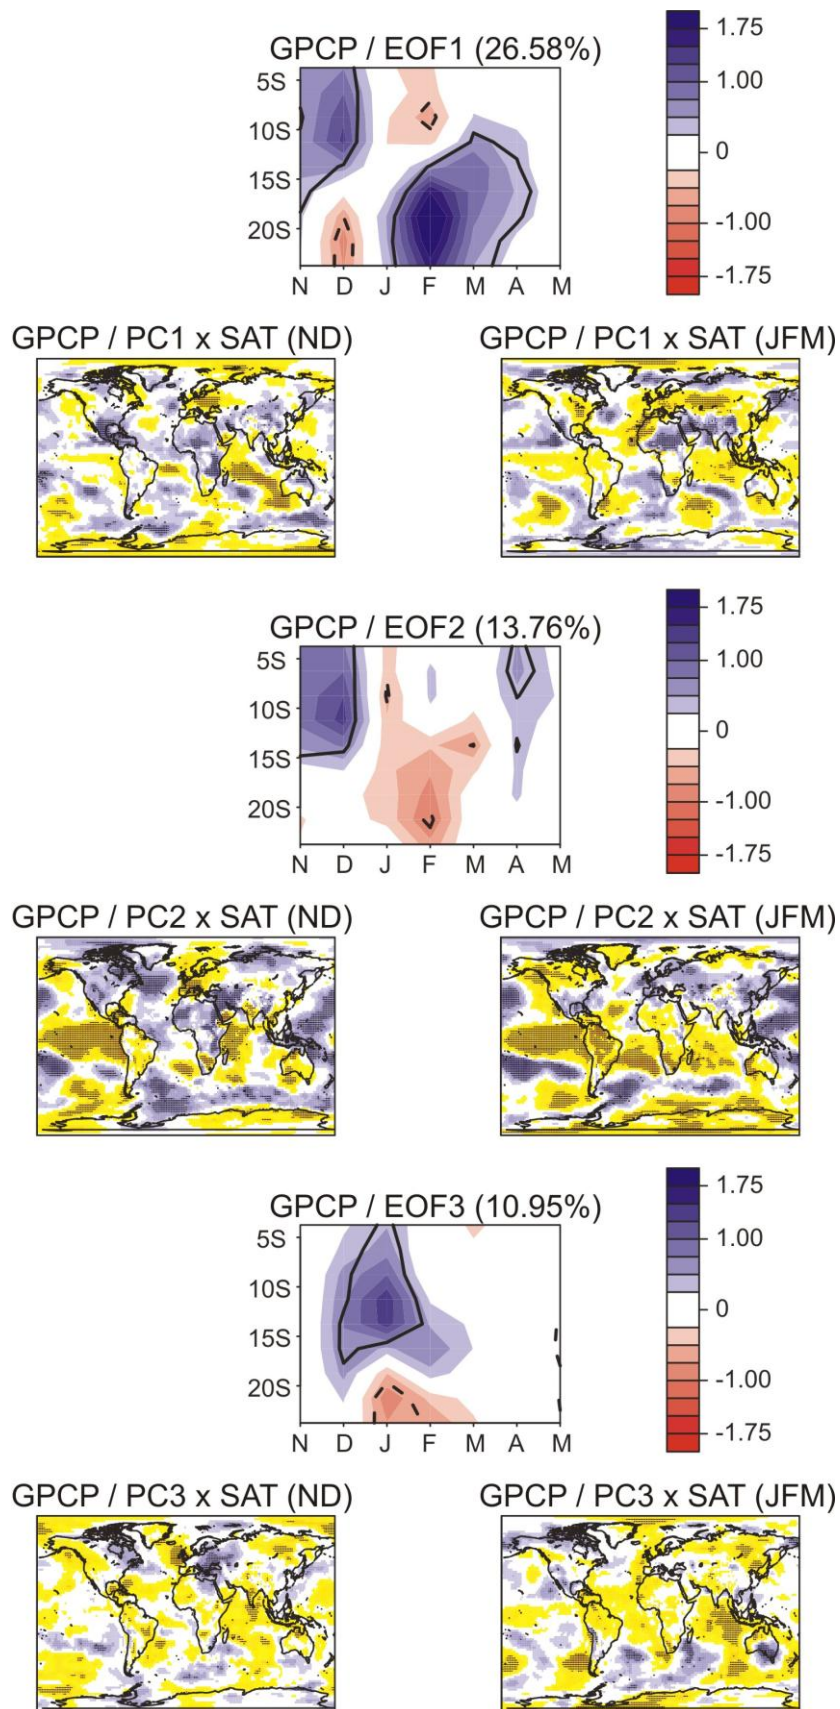 GPCP / EOF1 (26.58%)
5S
10S
15S
20S
N D J F M A M
1.75
1.00
0
-1.00
-1.75
GPCP / PC1 x SAT (ND)
GPCP / PC1 x SAT (JFM)
GPCP / EOF2 (13.76%)
5S
10S
15S
20S
N D J F M A M
1.75
1.00
0
-1.00
-1.75
GPCP / PC2 x SAT (ND)
GPCP / PC2 x SAT (JFM)
GPCP / EOF3 (10.95%)
5S
10S
15S
20S
N D J F M A M
1.75
1.00
0
-1.00
-1.75
GPCP / PC3 x SAT (ND)
GPCP / PC3 x SAT (JFM)